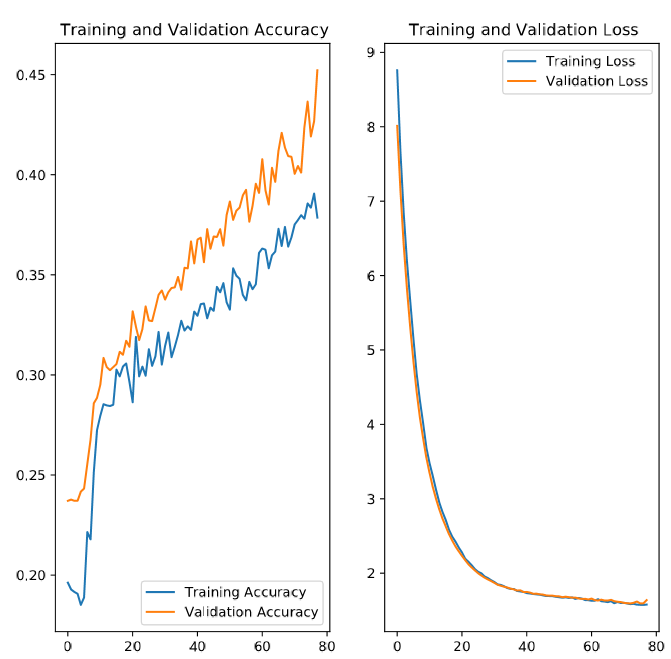 Training and Validation Accuracy
0.45
0.40
0.35
0.30
0.25
0.20
Training Accuracy
Validation Accuracy
0 20 40 60 80
Training and Validation Loss
9
8
7
6
5
4
3
2
Training Loss
Validation Loss
0 20 40 60 80